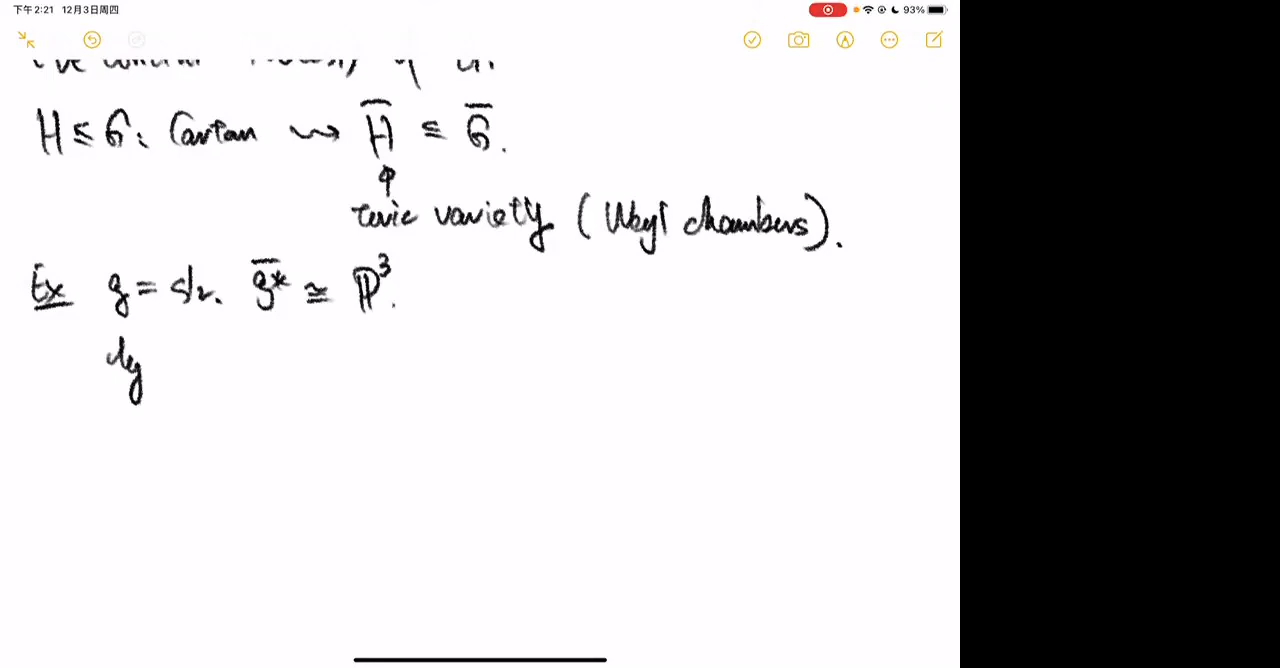 下午2:21 12月3日周四 93%
H ≤ G: Cartan ⇝ H̅ ≤ G̅.
toric variety (Weyl chambers).
Ex g = sl₂. g̅* ≅ ℙ³.